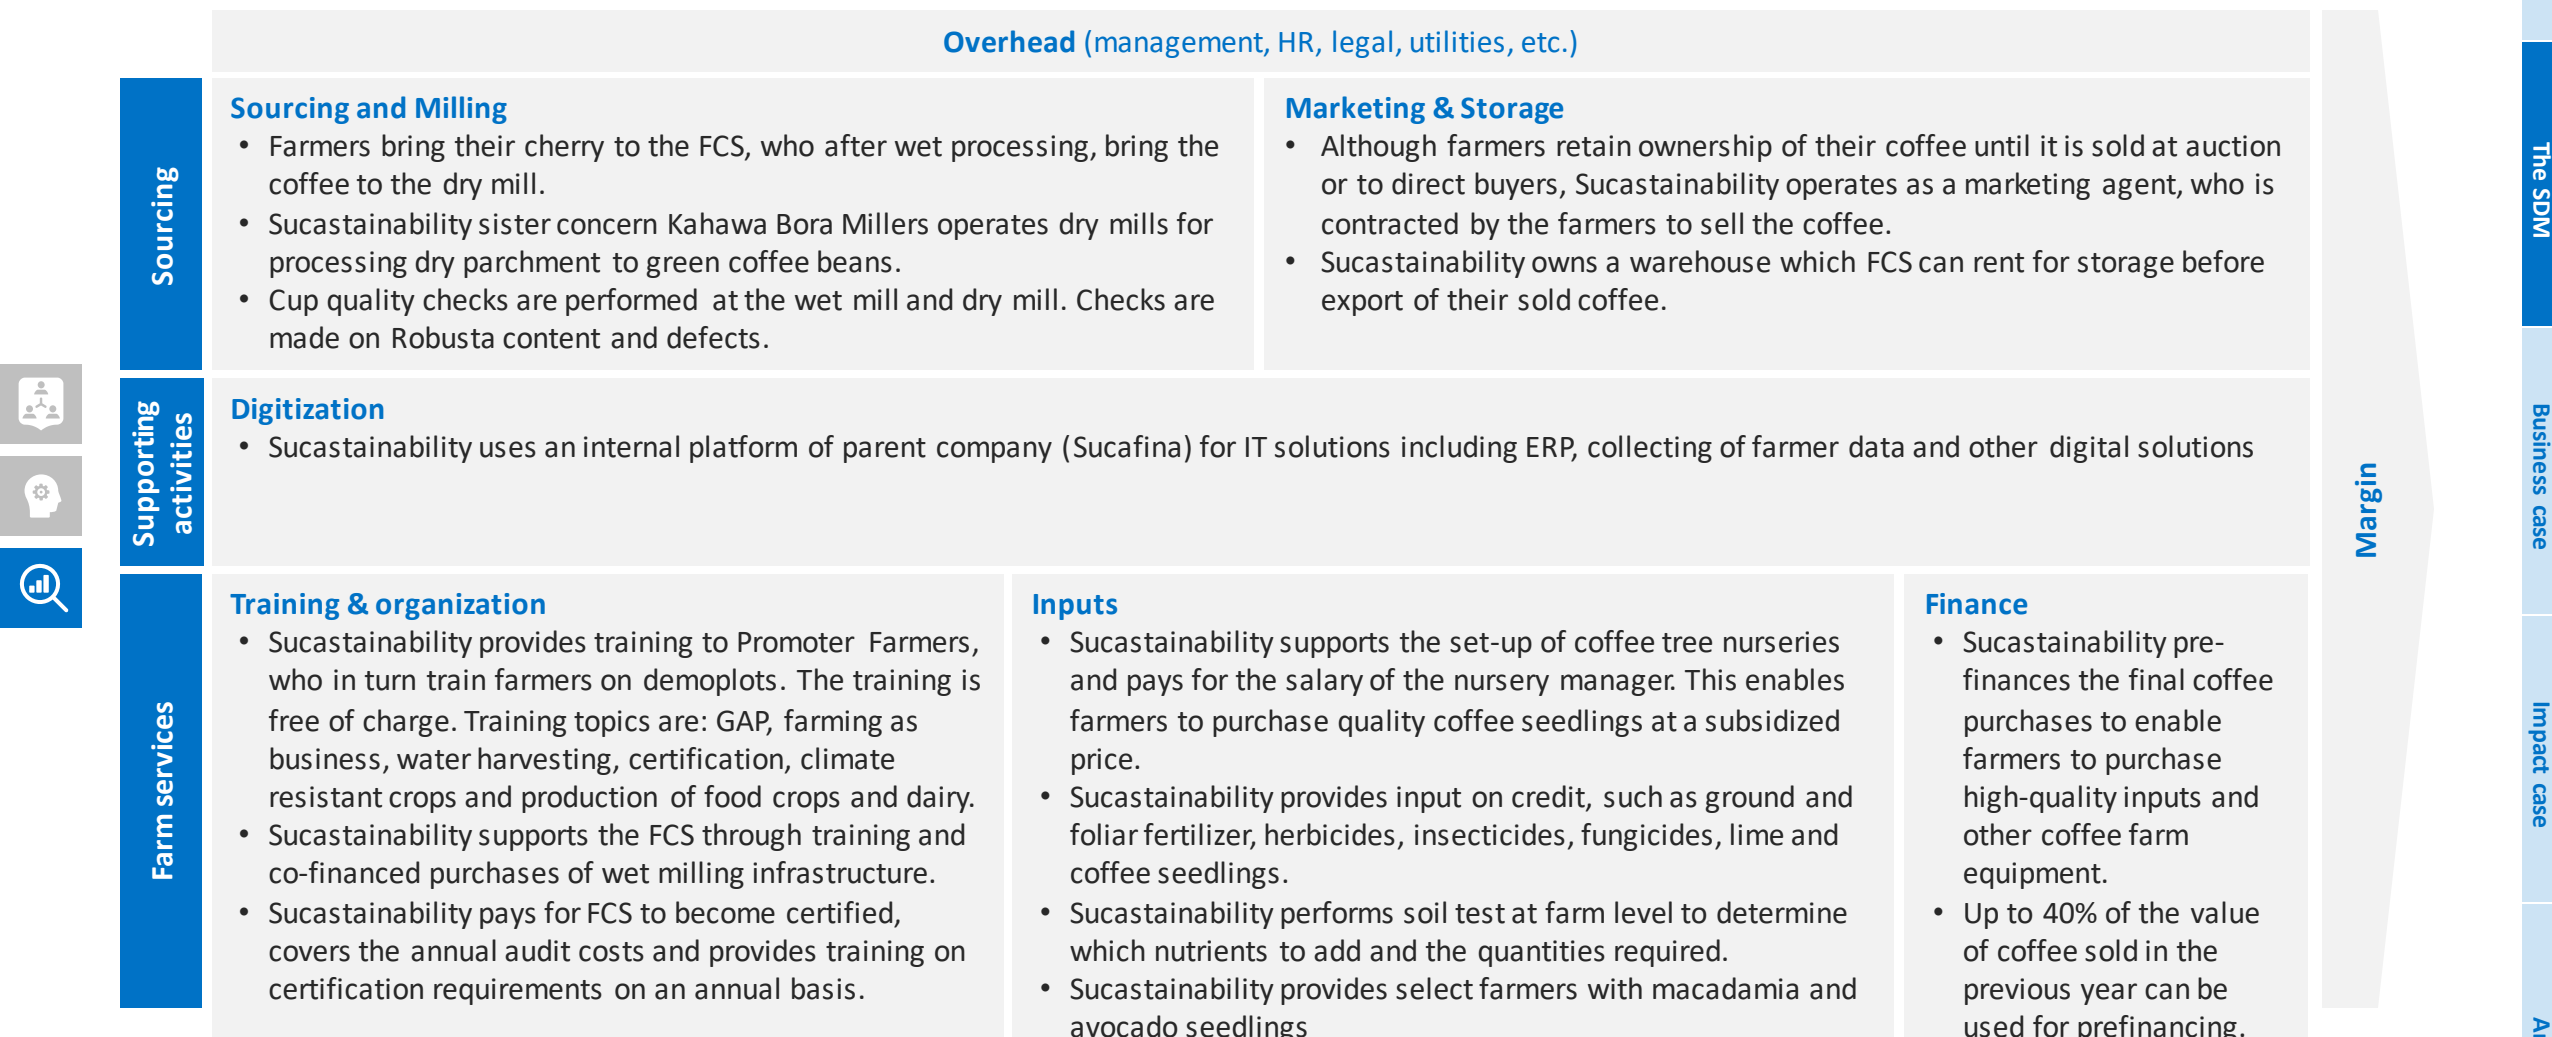 Overhead (management, HR, legal, utilities, etc.)
Sourcing
Sourcing and Milling
• Farmers bring their cherry to the FCS, who after wet processing, bring the
coffee to the dry mill.
• Sucastainability sister concern Kahawa Bora Millers operates dry mills for
processing dry parchment to green coffee beans.
• Cup quality checks are performed at the wet mill and dry mill. Checks are
made on Robusta content and defects.
Marketing & Storage
• Although farmers retain ownership of their coffee until it is sold at auction
or to direct buyers, Sucastainability operates as a marketing agent, who is
contracted by the farmers to sell the coffee.
• Sucastainability owns a warehouse which FCS can rent for storage before
export of their sold coffee.
Supporting
activities
Digitization
• Sucastainability uses an internal platform of parent company (Sucafina) for IT solutions including ERP, collecting of farmer data and other digital solutions
Farm services
Training & organization
• Sucastainability provides training to Promoter Farmers,
who in turn train farmers on demoplots. The training is
free of charge. Training topics are: GAP, farming as
business, water harvesting, certification, climate
resistant crops and production of food crops and dairy.
• Sucastainability supports the FCS through training and
co-financed purchases of wet milling infrastructure.
• Sucastainability pays for FCS to become certified,
covers the annual audit costs and provides training on
certification requirements on an annual basis.
Inputs
• Sucastainability supports the set-up of coffee tree nurseries
and pays for the salary of the nursery manager. This enables
farmers to purchase quality coffee seedlings at a subsidized
price.
• Sucastainability provides input on credit, such as ground and
foliar fertilizer, herbicides, insecticides, fungicides, lime and
coffee seedlings.
• Sucastainability performs soil test at farm level to determine
which nutrients to add and the quantities required.
• Sucastainability provides select farmers with macadamia and
avocado seedlings
Finance
• Sucastainability pre-
finances the final coffee
purchases to enable
farmers to purchase
high-quality inputs and
other coffee farm
equipment.
• Up to 40% of the value
of coffee sold in the
previous year can be
used for prefinancing.
Margin
The SDM
Business case
Impact case